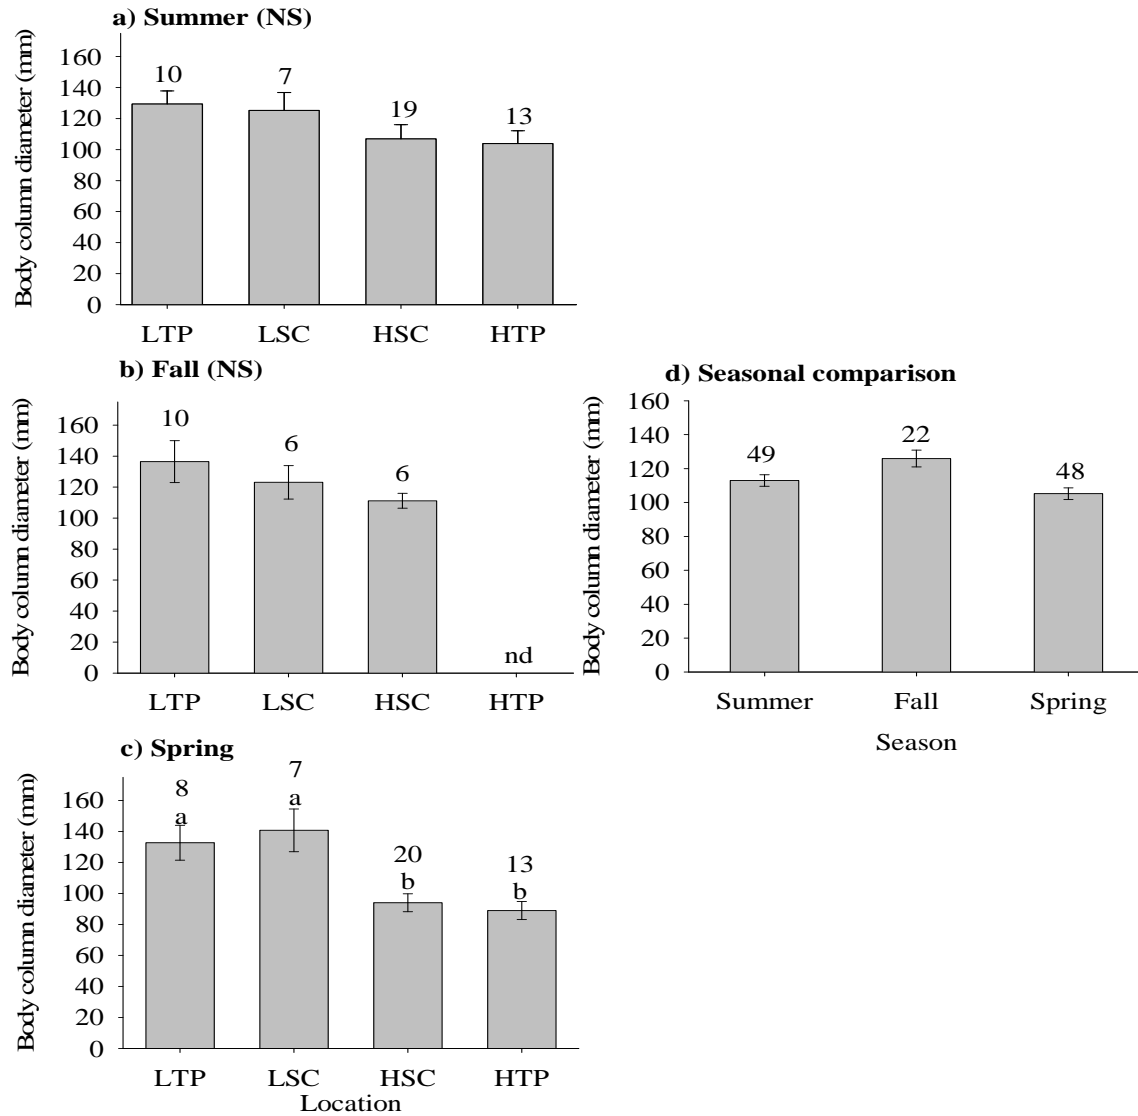 a) Summer (NS)
Body column diameter (mm)
160
140
120
100
80
60
40
20
0
10
7
19
13
LTP LSC HSC HTP
b) Fall (NS)
Body column diameter (mm)
160
140
120
100
80
60
40
20
0
10
6
6
nd
LTP LSC HSC HTP
c) Spring
Body column diameter (mm)
160
140
120
100
80
60
40
20
0
8
a
7
a
20
b
13
b
LTP LSC HSC HTP
Location
d) Seasonal comparison
Body column diameter (mm)
160
140
120
100
80
60
40
20
0
49
22
48
Summer Fall Spring
Season